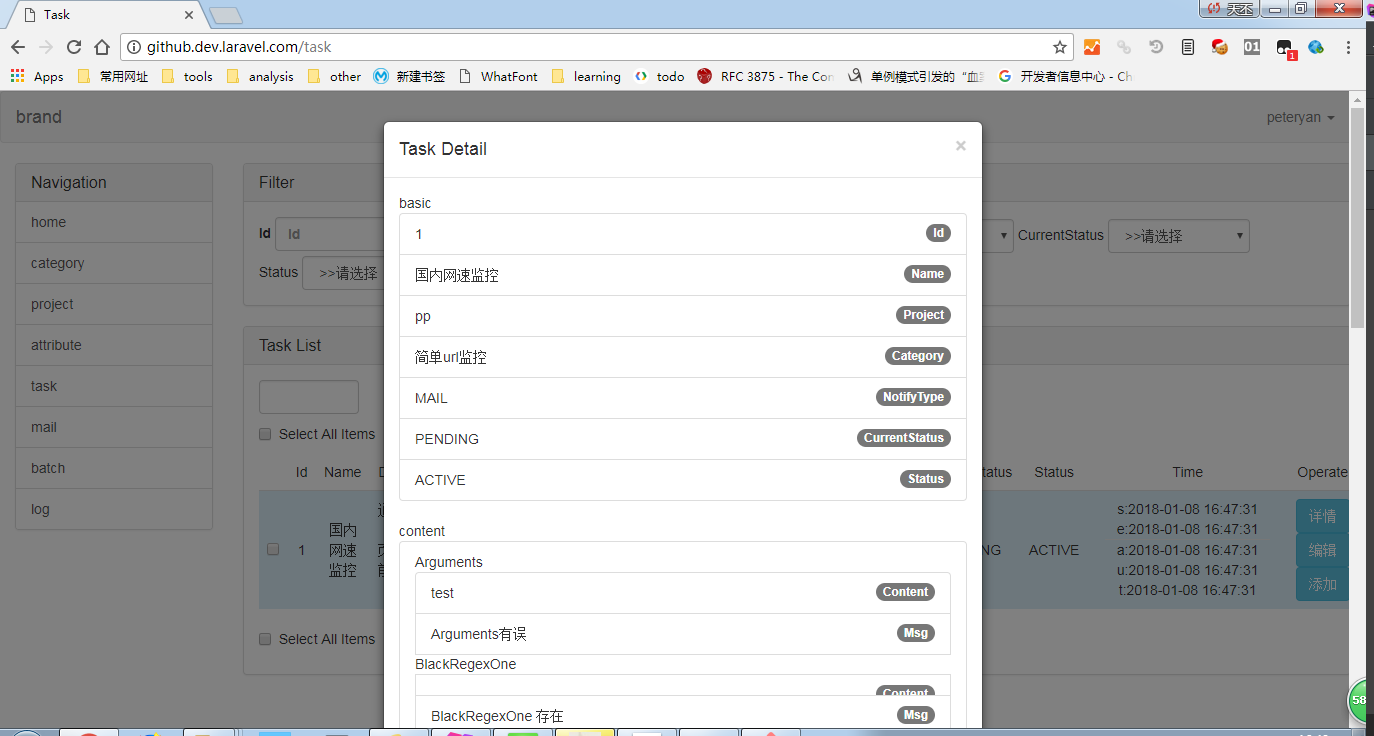 Task
天丕
github.dev.laravel.com/task
01
1
Apps
常用网址
tools
analysis
other
新建书签
WhatFont
learning
todo
RFC 3875 - The Con
单例模式引发的“血
开发者信息中心 - Ch
brand
peteryan
Task Detail
×
Navigation
home
category
project
attribute
task
mail
batch
log
Filter
Id Id
CurrentStatus >>请选择
Status >>请选择
Task List
Select All Items
Id Name
tatus Status Time Operate
1
国内
网速
监控
NG ACTIVE
s:2018-01-08 16:47:31
e:2018-01-08 16:47:31
a:2018-01-08 16:47:31
u:2018-01-08 16:47:31
t:2018-01-08 16:47:31
详情
编辑
添加
Select All Items
basic
1 Id
国内网速监控 Name
pp Project
简单url监控 Category
MAIL NotifyType
PENDING CurrentStatus
ACTIVE Status
content
Arguments
test Content
Arguments有误 Msg
BlackRegexOne
Content
BlackRegexOne 存在 Msg
58